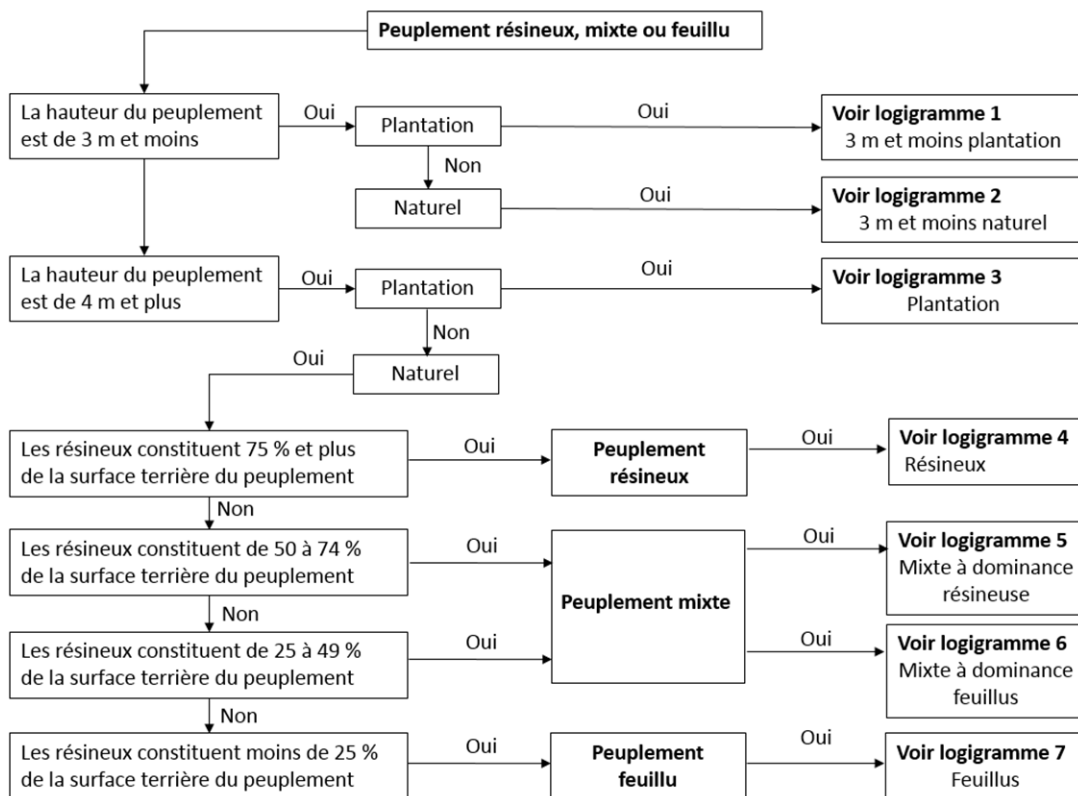 Peuplement résineux, mixte ou feuillu
La hauteur du peuplement
est de 3 m et moins
Oui
Plantation
Oui
Voir logigramme 1
3 m et moins plantation
Non
Naturel
Oui
Voir logigramme 2
3 m et moins naturel
La hauteur du peuplement
est de 4 m et plus
Oui
Plantation
Oui
Voir logigramme 3
Plantation
Non
Oui
Naturel
Les résineux constituent 75 % et plus
de la surface terrière du peuplement
Oui
Peuplement
résineux
Oui
Voir logigramme 4
Résineux
Non
Les résineux constituent de 50 à 74 %
de la surface terrière du peuplement
Oui
Peuplement mixte
Oui
Voir logigramme 5
Mixte à dominance
résineuse
Non
Les résineux constituent de 25 à 49 %
de la surface terrière du peuplement
Oui
Oui
Voir logigramme 6
Mixte à dominance
feuillus
Non
Les résineux constituent moins de 25 %
de la surface terrière du peuplement
Oui
Peuplement
feuillu
Oui
Voir logigramme 7
Feuillus